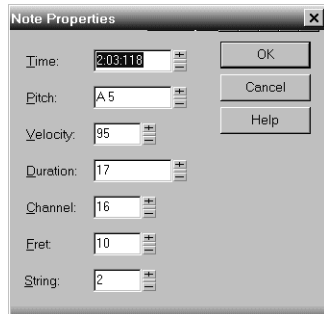 Note Properties
Time: 2:03:118 OK
Pitch: A 5 Cancel
Velocity: 95 Help
Duration: 17
Channel: 16
Fret: 10
String: 2